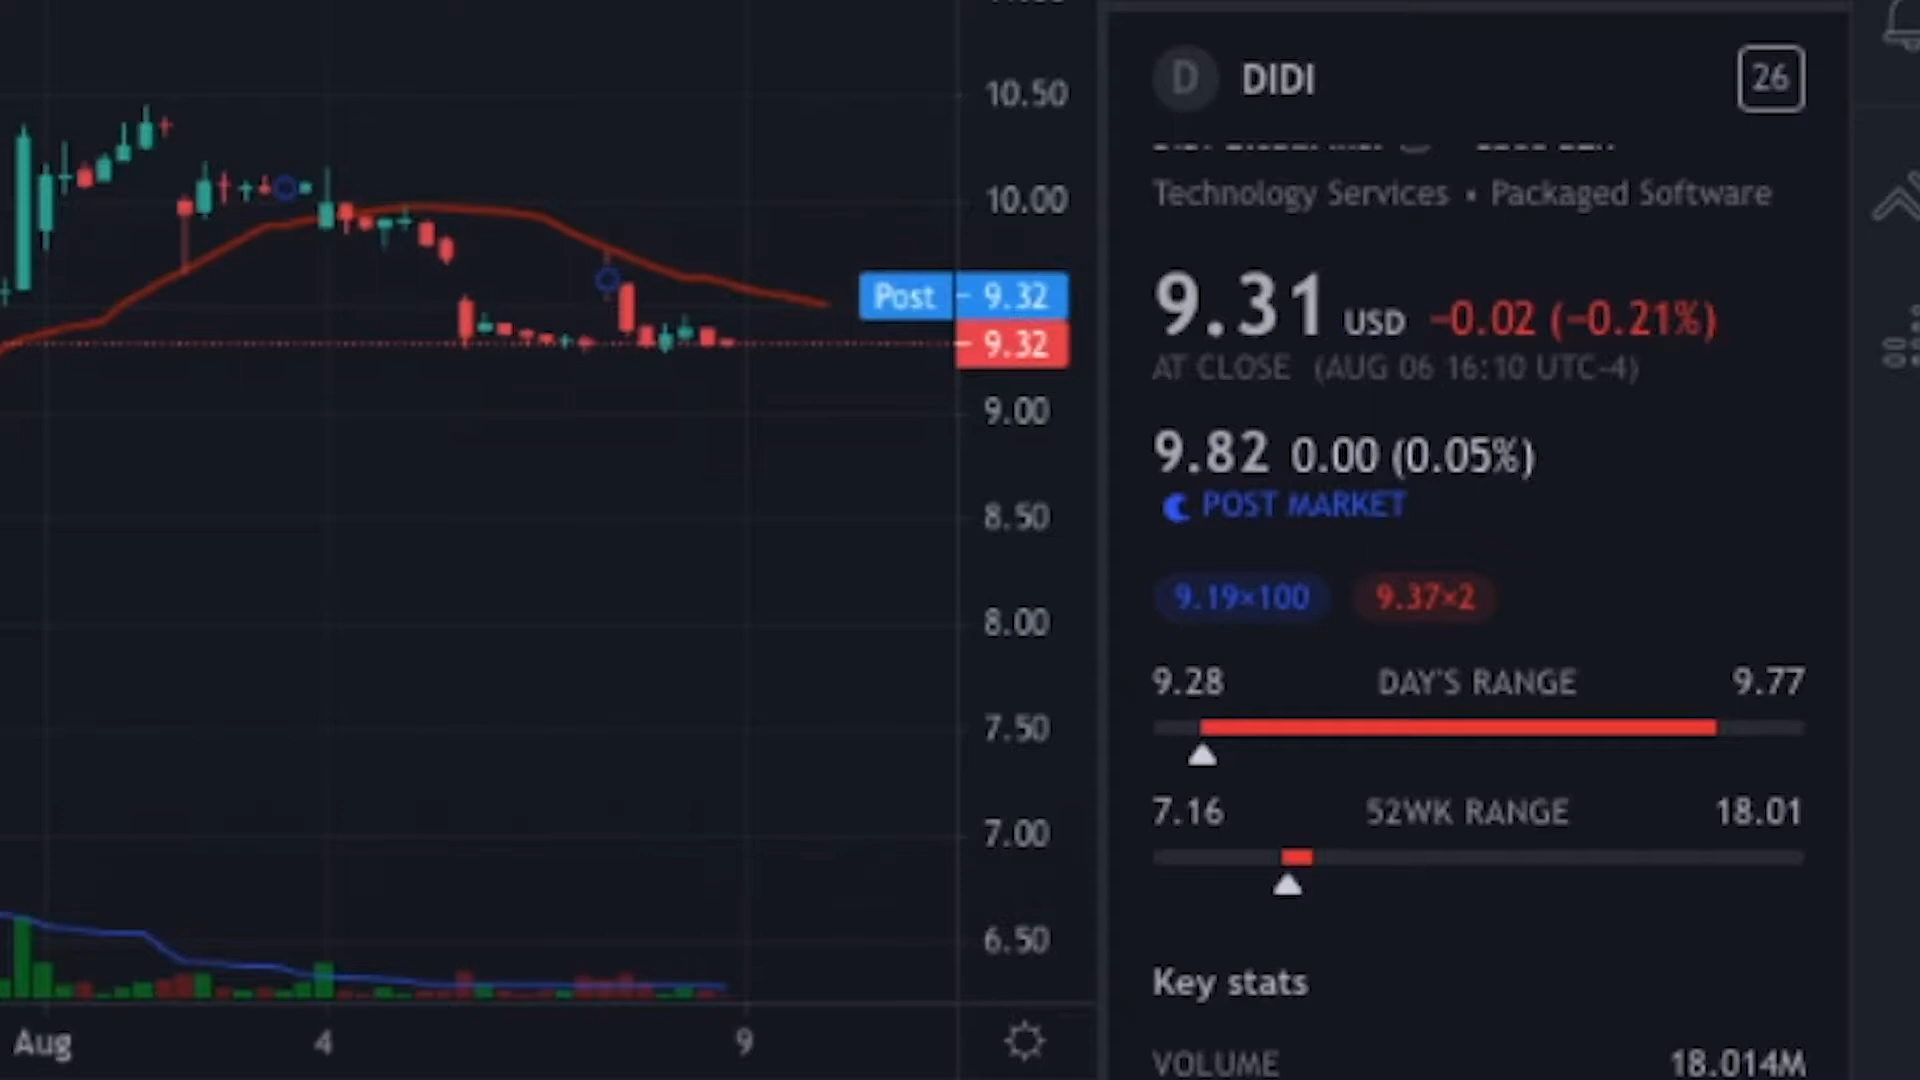 D DIDI 26
Technology Services • Packaged Software
9.31 USD −0.02 (−0.21%)
AT CLOSE (AUG 06 16:10 UTC-4)
9.82 0.00 (0.05%)
POST MARKET
9.19×100 9.37×2
9.28 DAY'S RANGE 9.77
7.16 52WK RANGE 18.01
Key stats
VOLUME 18.014M
10.50
10.00
Post 9.32
9.32
9.00
8.50
8.00
7.50
7.00
6.50
Aug 4 9